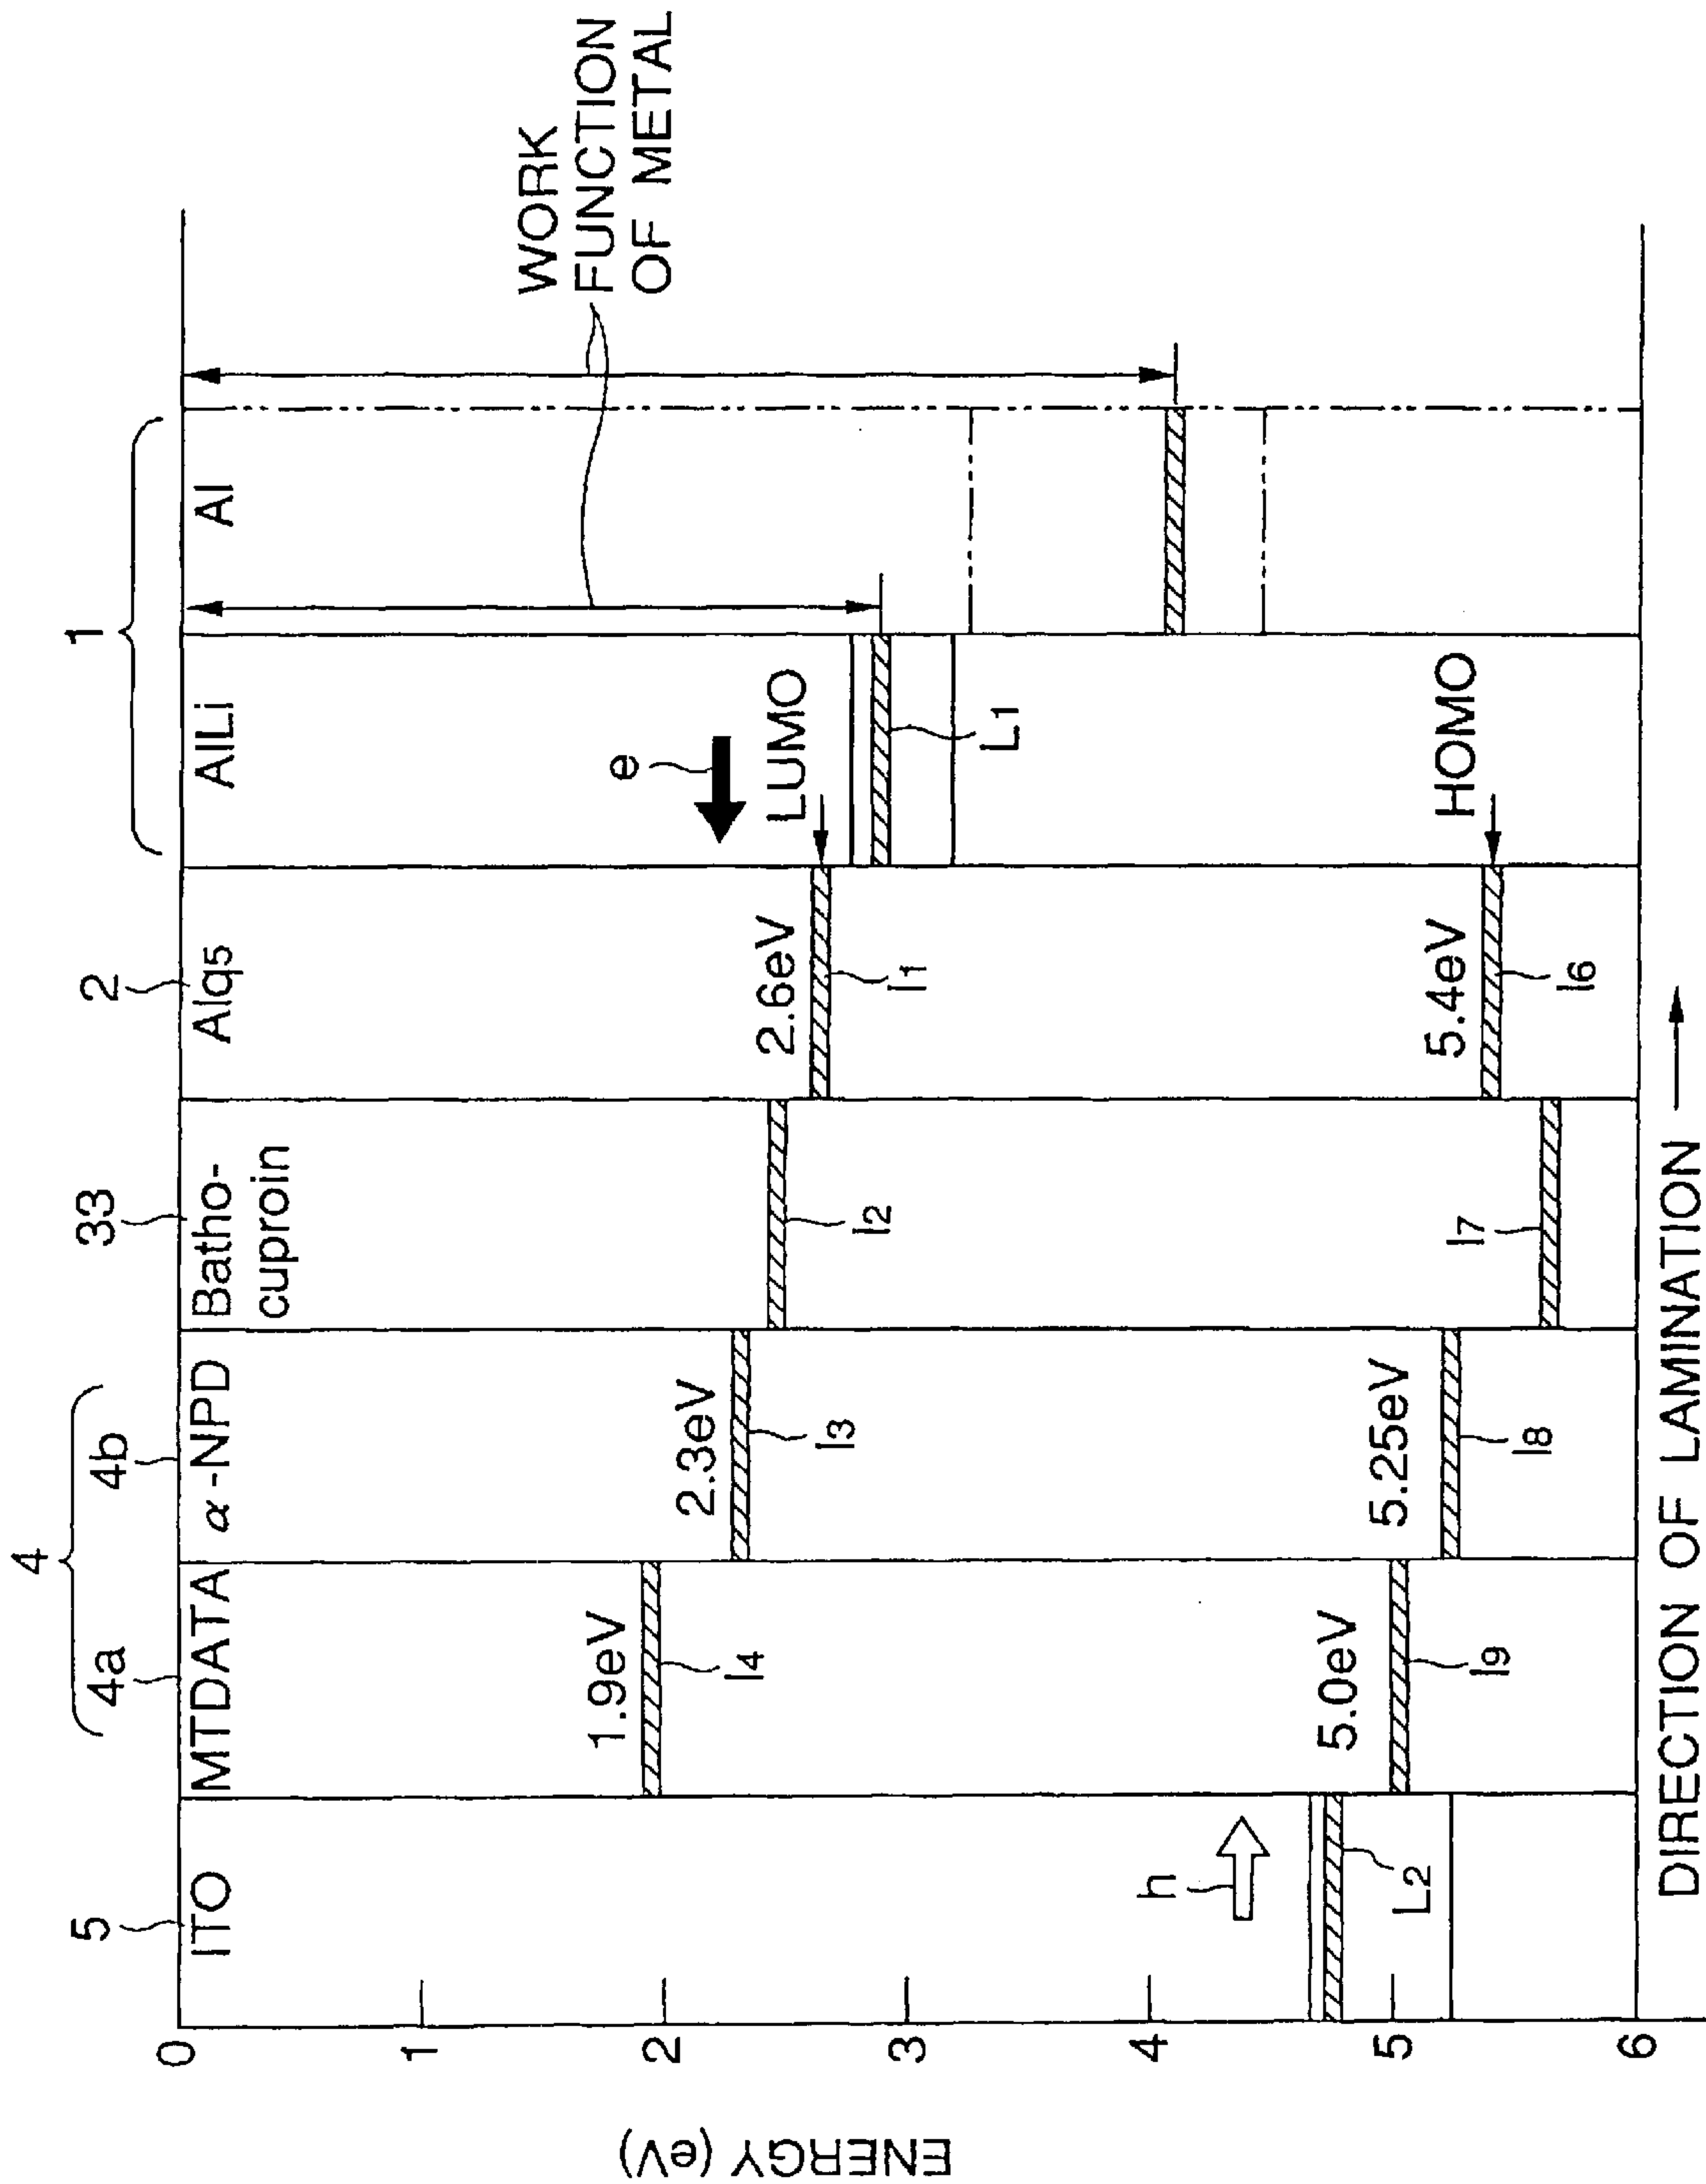 4
1
5
4a
4b
33
2
ITO
MTDATA
α-NPD
Batho-
cuproin
Alq5
AlLi
Al
WORK
FUNCTION
OF METAL
0
1
2
3
4
5
6
ENERGY (eV)
1.9eV
l4
2.3eV
l3
l2
2.6eV
l1
e
LUMO
L1
h
L2
5.0eV
l9
5.25eV
l8
l7
5.4eV
l6
HOMO
DIRECTION OF LAMINATION